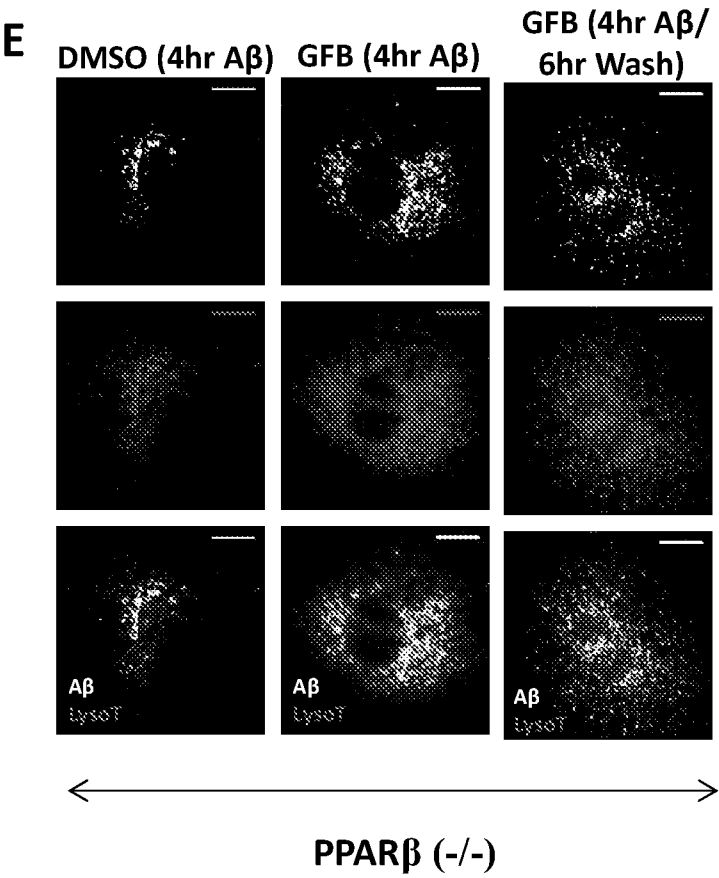 E
DMSO (4hr Aβ)
GFB (4hr Aβ)
GFB (4hr Aβ/
6hr Wash)
Aβ
LysoT
Aβ
LysoT
Aβ
LysoT
PPARβ (-/-)